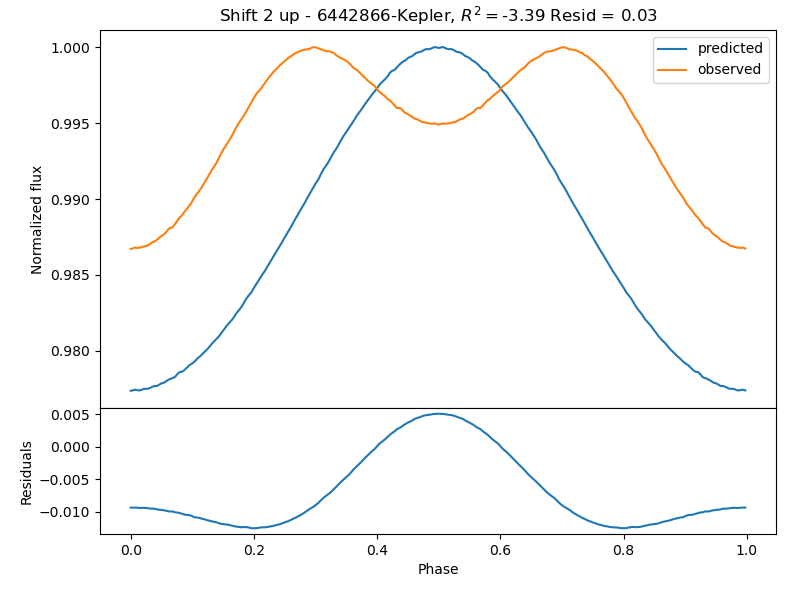 Shift 2 up - 6442866-Kepler, R² = -3.39 Resid = 0.03
predicted
observed
Normalized flux
1.000
0.995
0.990
0.985
0.980
Residuals
0.005
0.000
−0.005
−0.010
0.0 0.2 0.4 0.6 0.8 1.0
Phase